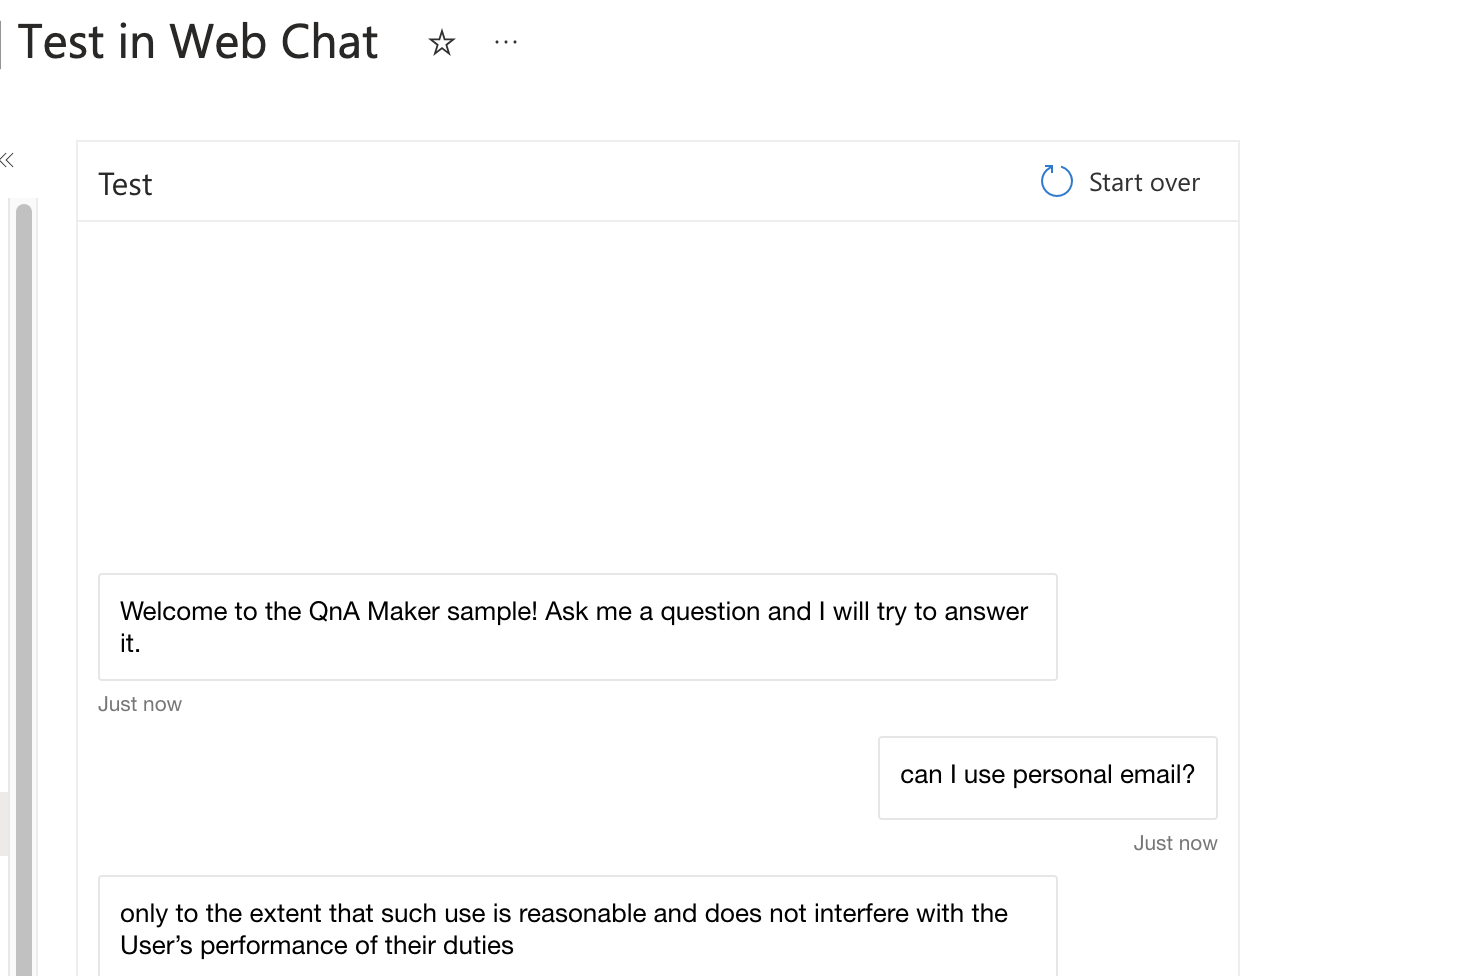 Test in Web Chat
Test
Start over
Welcome to the QnA Maker sample! Ask me a question and I will try to answer
it.
Just now
can I use personal email?
Just now
only to the extent that such use is reasonable and does not interfere with the
User’s performance of their duties